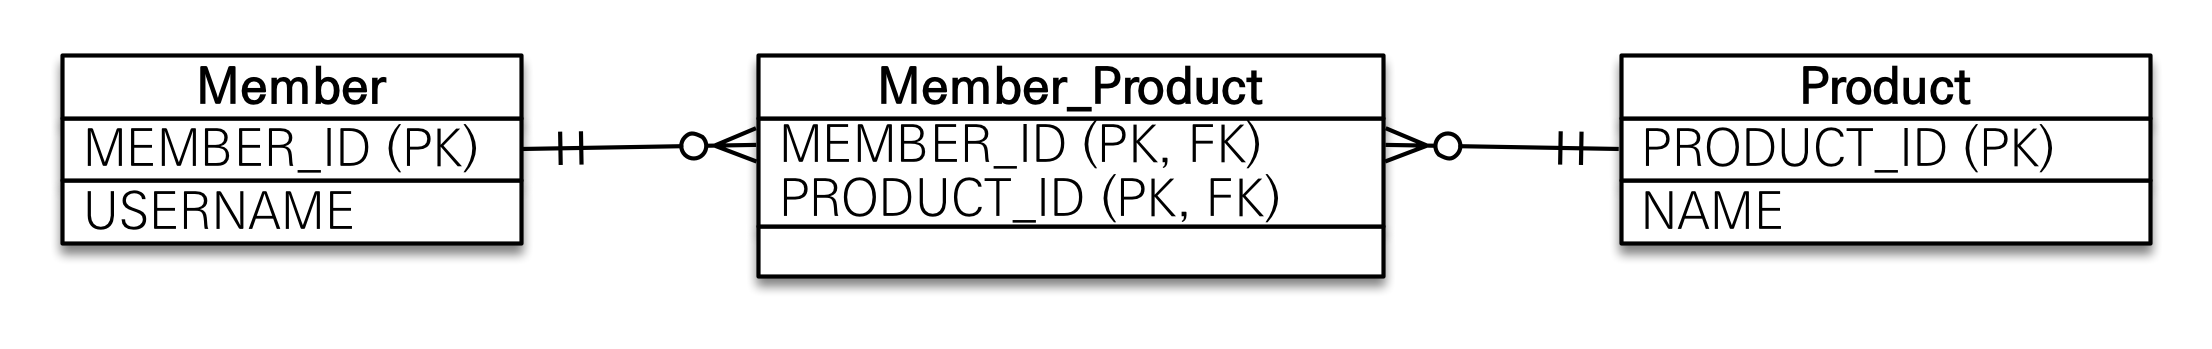 Member
MEMBER_ID (PK)
USERNAME
Member_Product
MEMBER_ID (PK, FK)
PRODUCT_ID (PK, FK)
Product
PRODUCT_ID (PK)
NAME